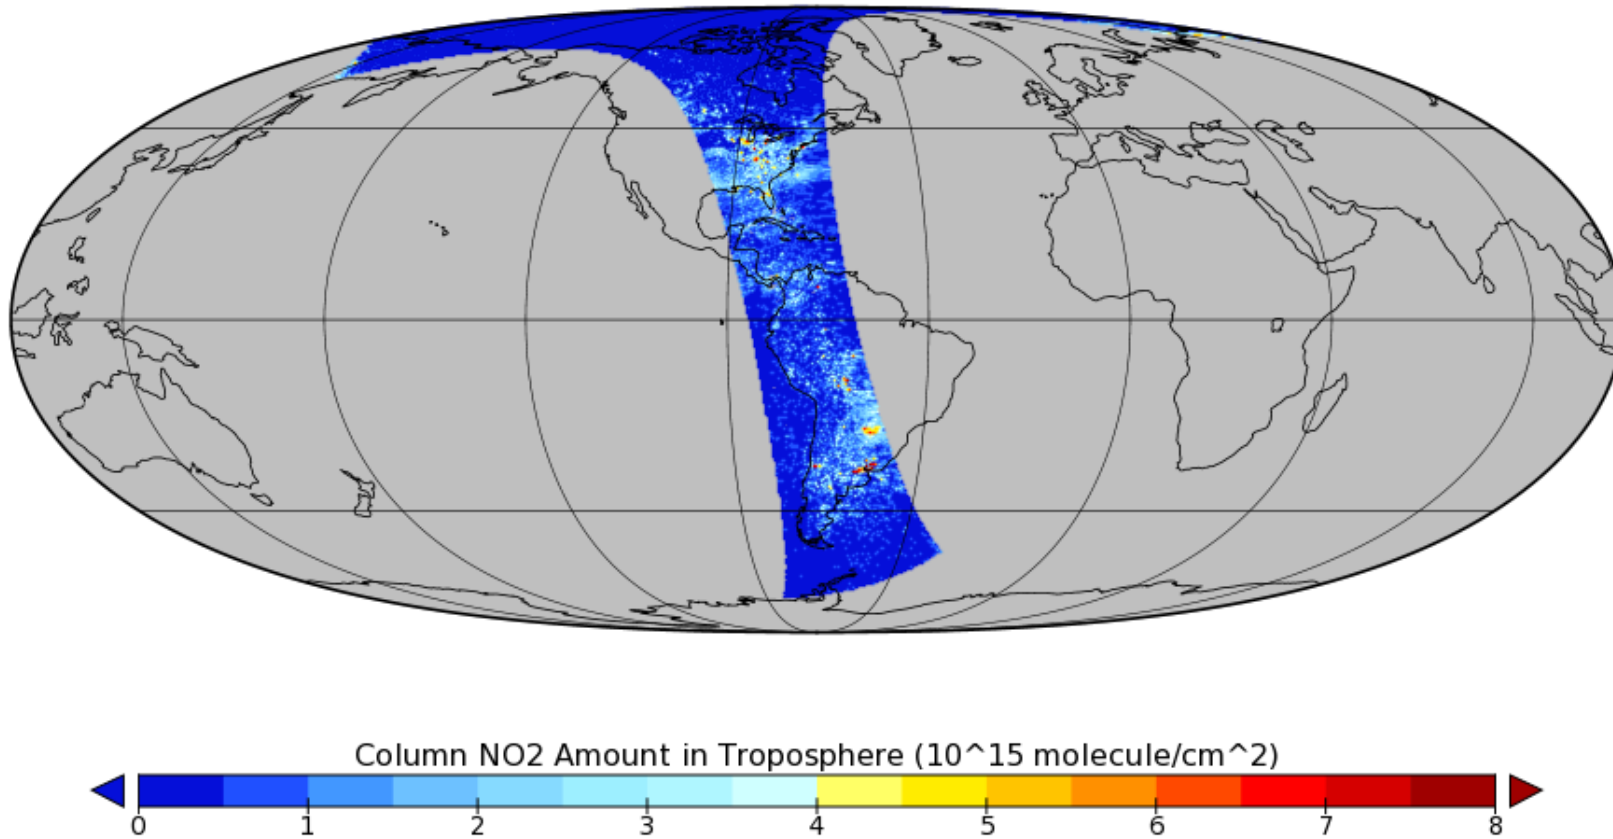 Column NO2 Amount in Troposphere (10^15 molecule/cm^2)
0 1 2 3 4 5 6 7 8